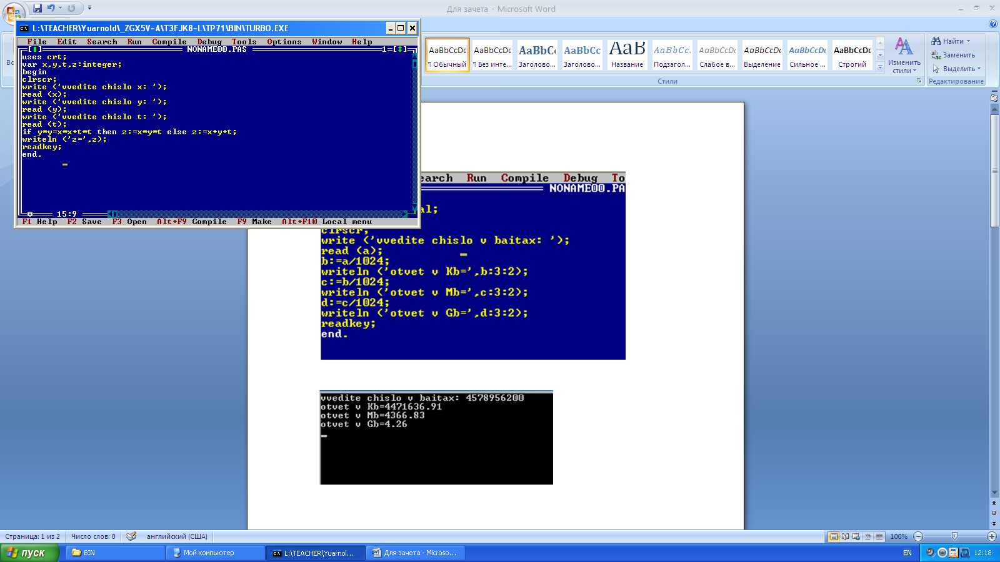 Для зачета - Microsoft Word
L:\TEACHER\Yuarnold\_ZGX5V~A\T3FJK8~L\TP71\BIN\TURBO.EXE
File Edit Search Run Compile Debug Tools Options Window Help
NONAME00.PAS 1=[↕]
uses crt;
var x,y,t,z:integer;
begin
clrscr;
write ('vvedite chislo x: ');
read (x);
write ('vvedite chislo y: ');
read (y);
write ('vvedite chislo t: ');
read (t);
if y*y=x*x+t*t then z:=x*y*t else z:=x+y+t;
writeln ('z=',z);
readkey;
end.
15:9
F1 Help F2 Save F3 Open Alt+F9 Compile F9 Make Alt+F10 Local menu
AaBbCcDc AaBbCcDc AaBbC AaBbCc AaB AaBbCc. AaBbCcDc AaBbCcDc AaBbCcDc AaBbCcDc
¶ Обычный ¶ Без инте... Заголово... Заголово... Название Подзагол... Слабое в... Выделение Сильное ... Строгий
Изменить стили
Стили
Найти
Заменить
Выделить
Редактирование
earch Run Compile Debug To
NONAME00.PA
al;
clrscr;
write ('vvedite chislo v baitax: ');
read (a);
b:=a/1024;
writeln ('otvet v Kb=',b:3:2);
c:=b/1024;
writeln ('otvet v Mb=',c:3:2);
d:=c/1024;
writeln ('otvet v Gb=',d:3:2);
readkey;
end.
vvedite chislo v baitax: 4578956200
otvet v Kb=4471636.91
otvet v Mb=4366.83
otvet v Gb=4.26
Страница: 1 из 2 Число слов: 0 английский (США) 100%
пуск BIN Мой компьютер L:\TEACHER\Yuarnol... Для зачета - Microso... EN 12:18